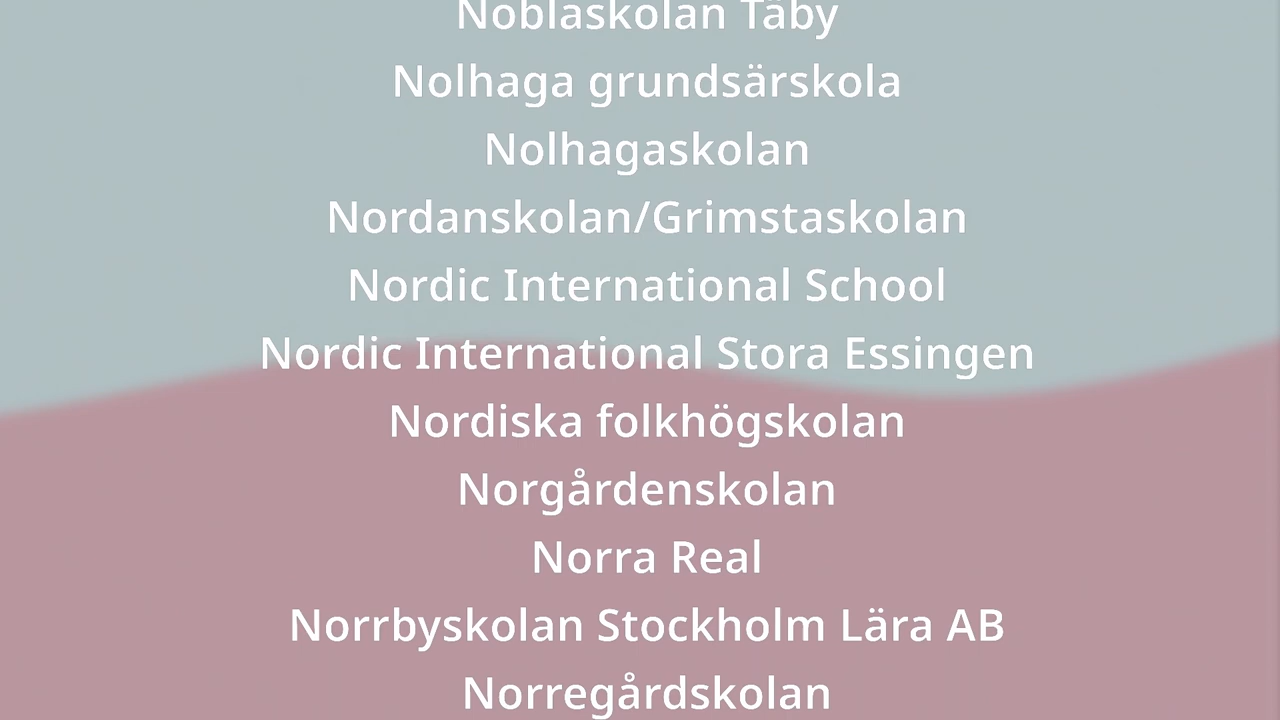 Noblaskolan Täby
Nolhaga grundsärskola
Nolhagaskolan
Nordanskolan/Grimstaskolan
Nordic International School
Nordic International Stora Essingen
Nordiska folkhögskolan
Norgårdenskolan
Norra Real
Norrbyskolan Stockholm Lära AB
Norregårdskolan